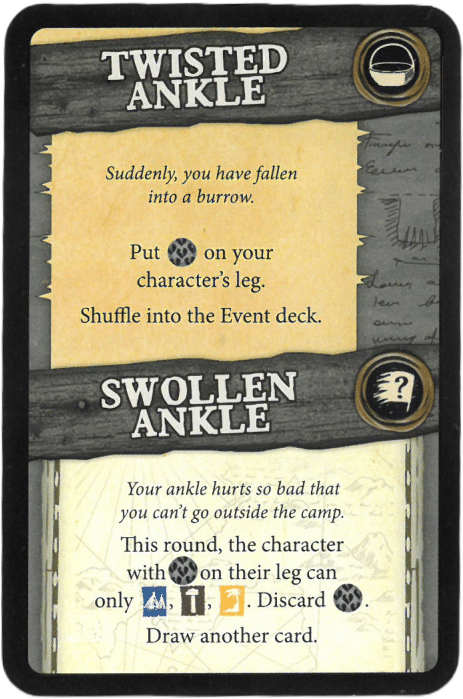 TWISTED
ANKLE
Suddenly, you have fallen
into a burrow.
Put on your
character's leg.
Shuffle into the Event deck.
SWOLLEN
ANKLE
?
Your ankle hurts so bad that
you can't go outside the camp.
This round, the character
with on their leg can
only , , . Discard .
Draw another card.